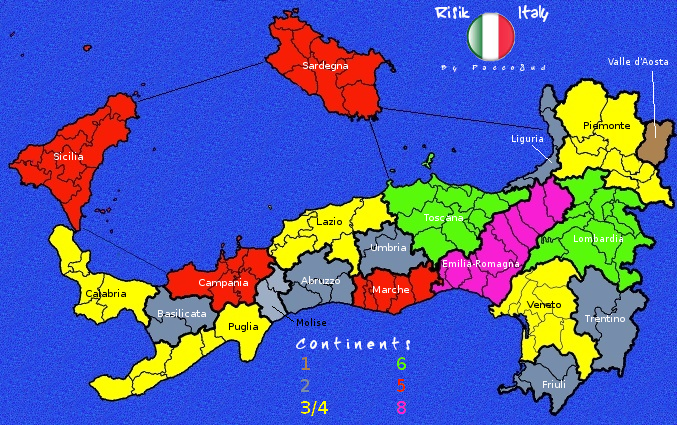 Risik Italy
By PaccoGad
Valle d'Aosta
Sardegna
Piemonte
Liguria
Sicilia
Toscana
Lazio
Lombardia
Umbria
Emilia-Romagna
Campania
Abruzzo
Marche
Calabria
Veneto
Basilicata
Trentino
Puglia
Molise
Continents
1 6
2 5
3/4 8
Friuli